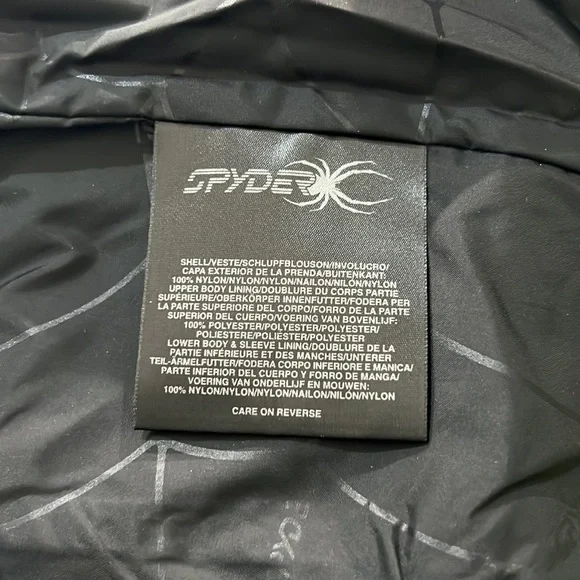 SPYDER
SHELL/VESTE/SCHLUPFBLOUSON/INVOLUCRO/
CAPA EXTERIOR DE LA PRENDA/BUITENKANT:
100% NYLON/NYLON/NYLON/NAILON/NILÓN/NYLON
UPPER BODY LINING/DOUBLURE DU CORPS PARTIE
SUPÉRIEURE/OBERKÖRPER INNENFUTTER/FODERA PER
LA PARTE SUPERIORE DEL CORPO/FORRO DE LA PARTE
SUPERIOR DEL CUERPO/VOERING VAN BOVENLIJF:
100% POLYESTER/POLYESTER/POLYESTER/
POLIESTERE/POLIESTER/POLYESTER
LOWER BODY & SLEEVE LINING/DOUBLURE DE LA
PARTIE INFÉRIEURE ET DES MANCHES/UNTERER
TEIL-ÄRMELFUTTER/FODERA CORPO INFERIORE E MANICA/
PARTE INFERIOR DEL CUERPO Y FORRO DE MANGA/
VOERING VAN ONDERLIJF EN MOUWEN:
100% NYLON/NYLON/NYLON/NAILON/NILÓN/NYLON
CARE ON REVERSE